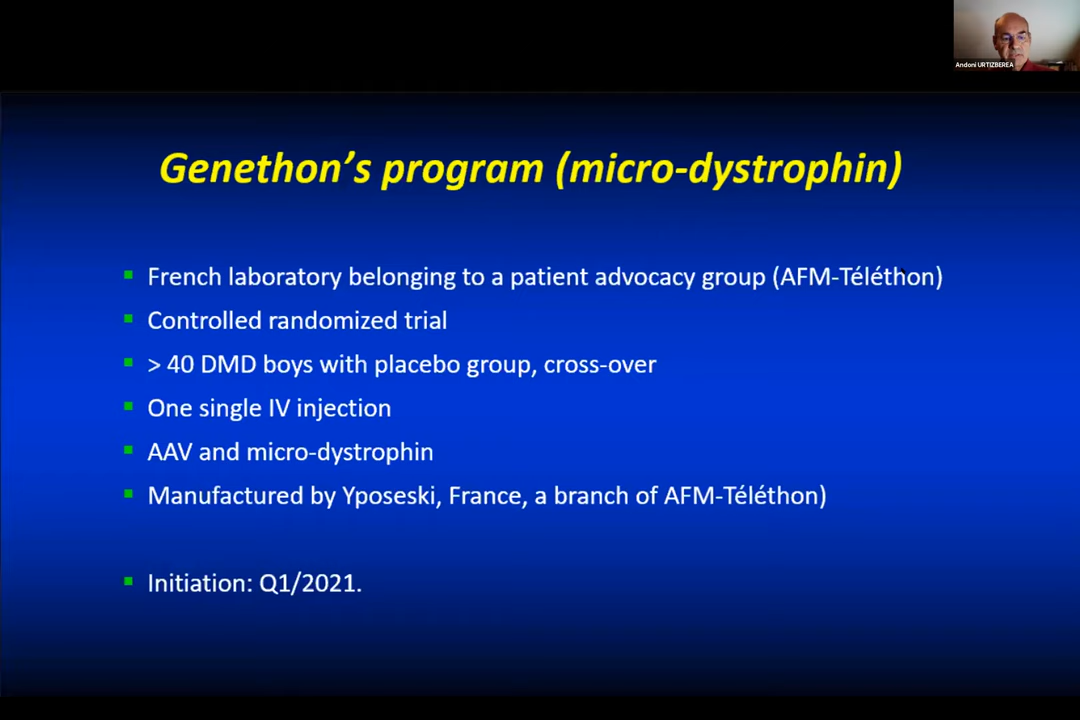 Andoni URTIZBEREA
Genethon’s program (micro-dystrophin)
French laboratory belonging to a patient advocacy group (AFM-Téléthon)
Controlled randomized trial
> 40 DMD boys with placebo group, cross-over
One single IV injection
AAV and micro-dystrophin
Manufactured by Yposeski, France, a branch of AFM-Téléthon)
Initiation: Q1/2021.